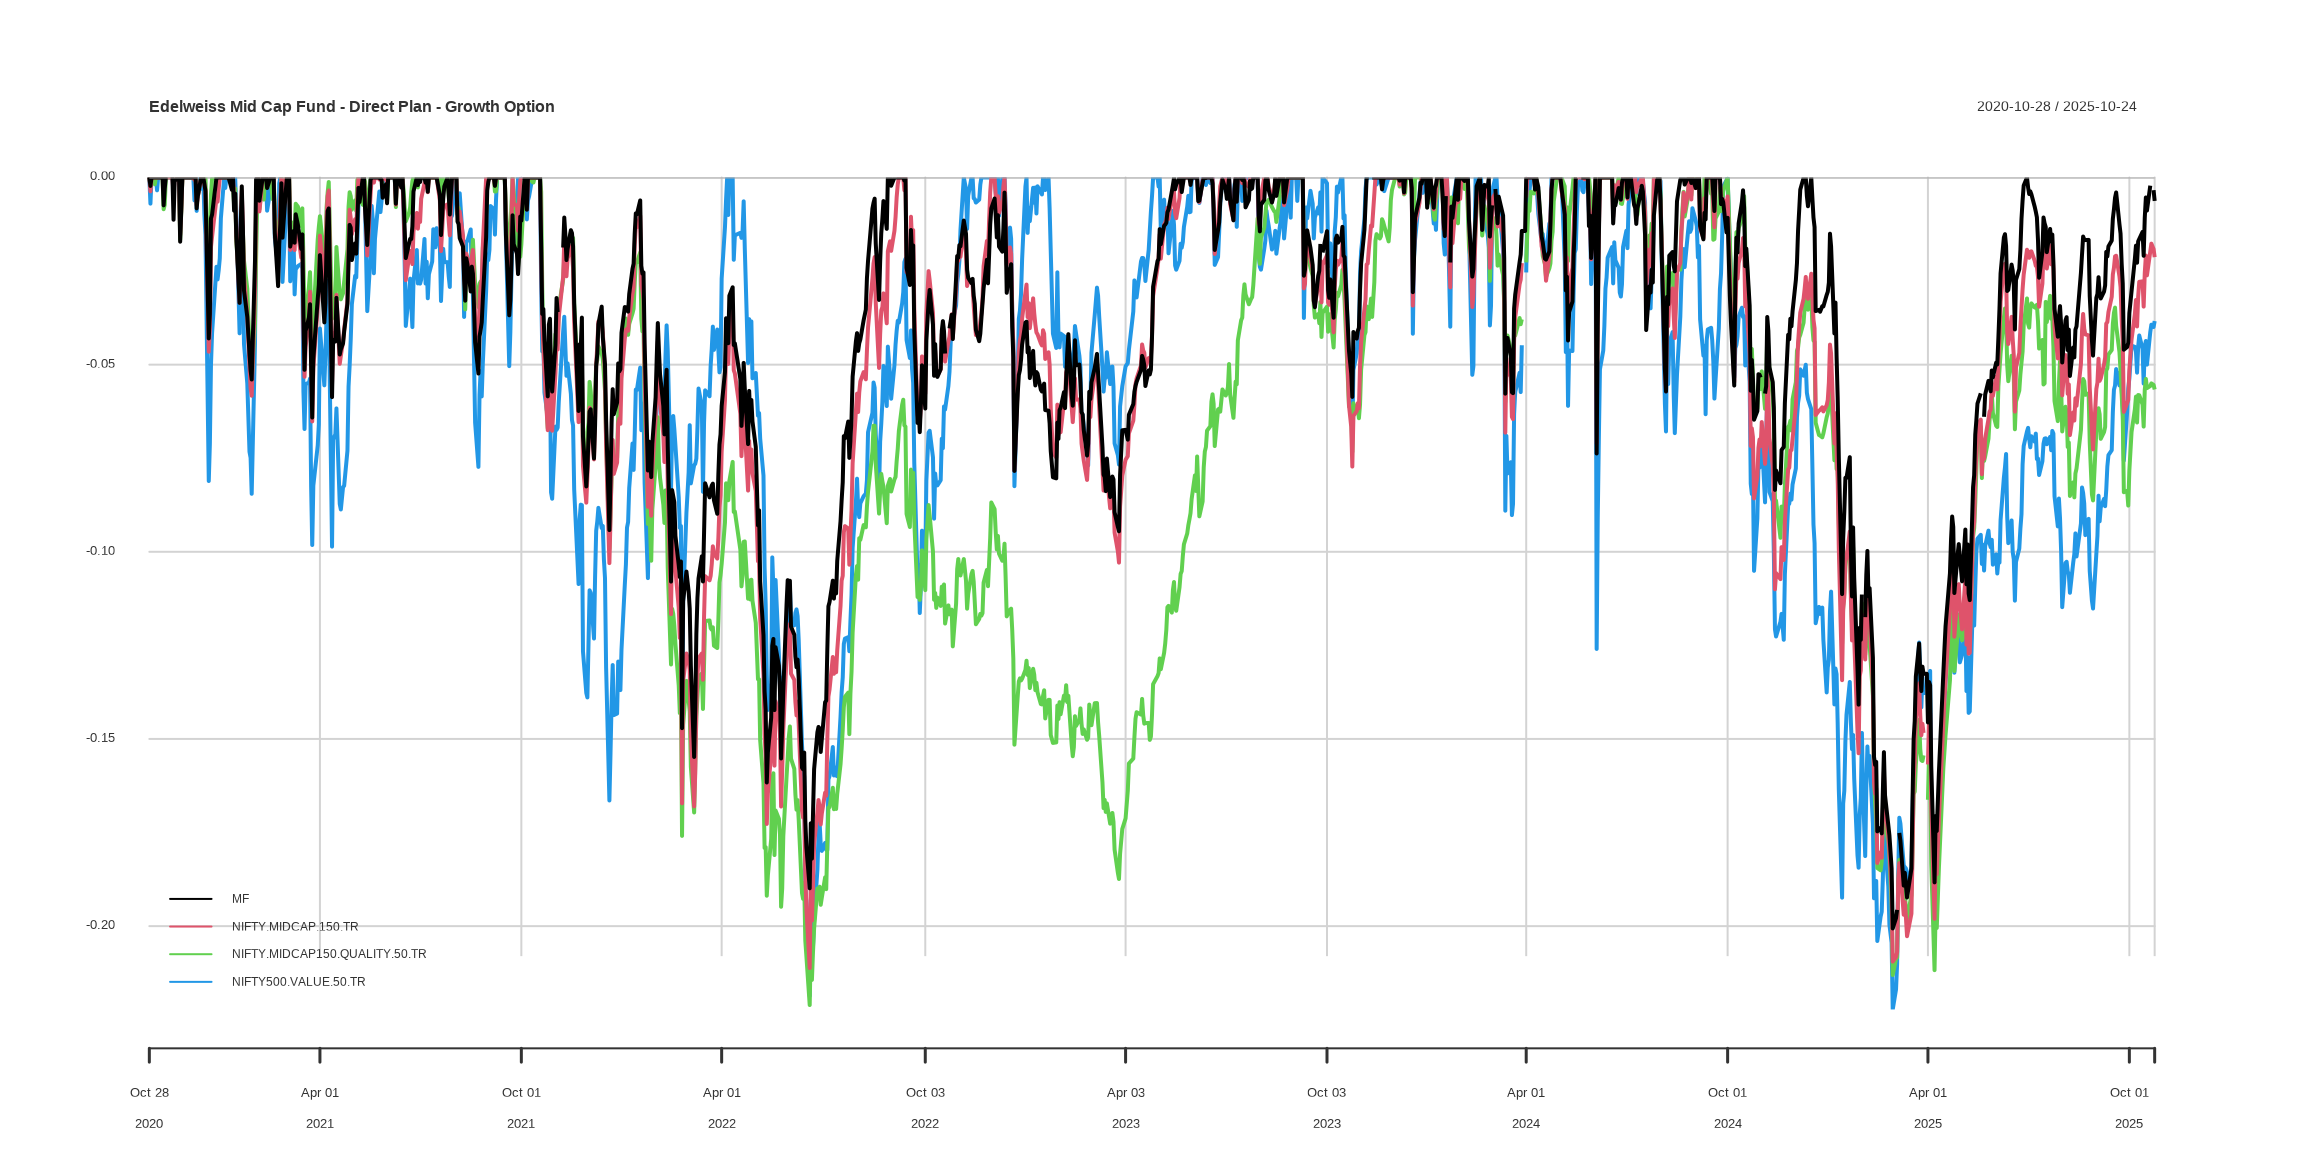 Edelweiss Mid Cap Fund - Direct Plan - Growth Option
2020-10-28 / 2025-10-24
0.00
-0.05
-0.10
-0.15
-0.20
MF
NIFTY.MIDCAP.150.TR
NIFTY.MIDCAP150.QUALITY.50.TR
NIFTY500.VALUE.50.TR
Oct 28 Apr 01 Oct 01 Apr 01 Oct 03 Apr 03 Oct 03 Apr 01 Oct 01 Apr 01 Oct 01
2020 2021 2021 2022 2022 2023 2023 2024 2024 2025 2025